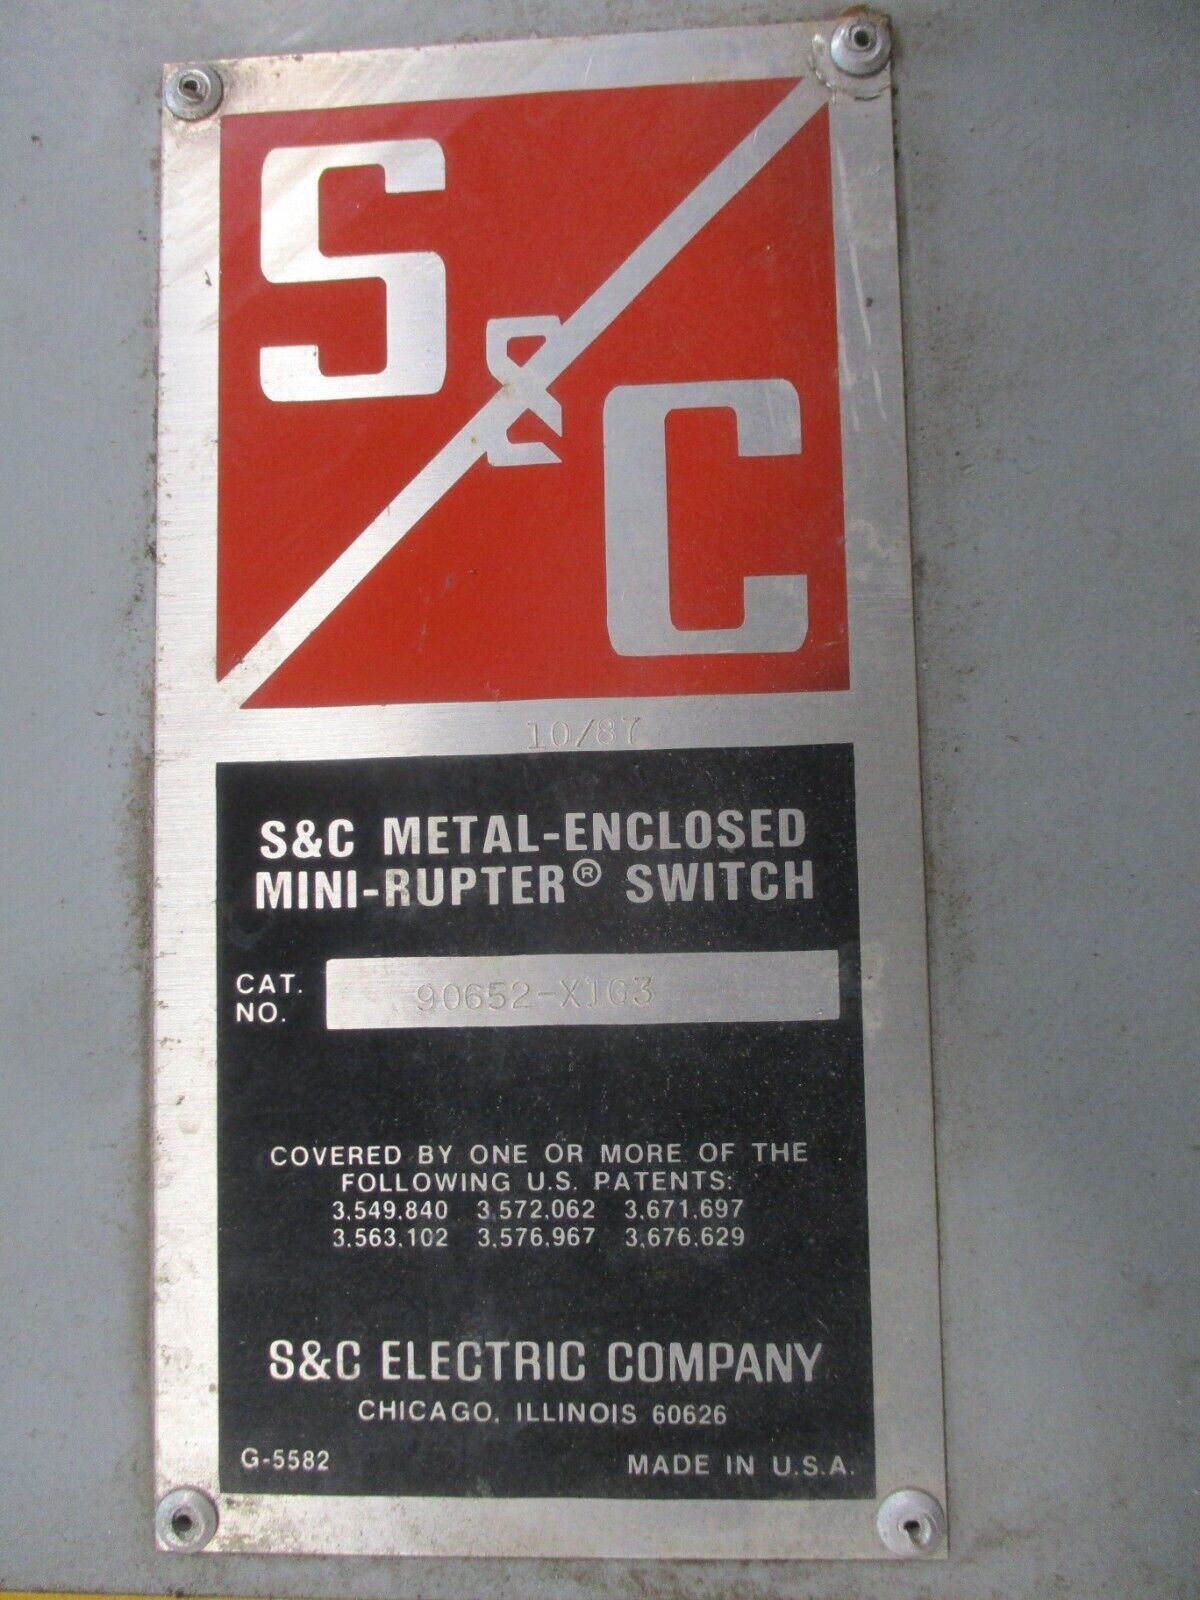 S&C
10/87
S&C METAL-ENCLOSED
MINI-RUPTER® SWITCH
CAT.
NO. 90652-X1G3
COVERED BY ONE OR MORE OF THE
FOLLOWING U.S. PATENTS:
3,549,840 3,572,062 3,671,697
3,563,102 3,576,967 3,676,629
S&C ELECTRIC COMPANY
CHICAGO, ILLINOIS 60626
G-5582 MADE IN U.S.A.